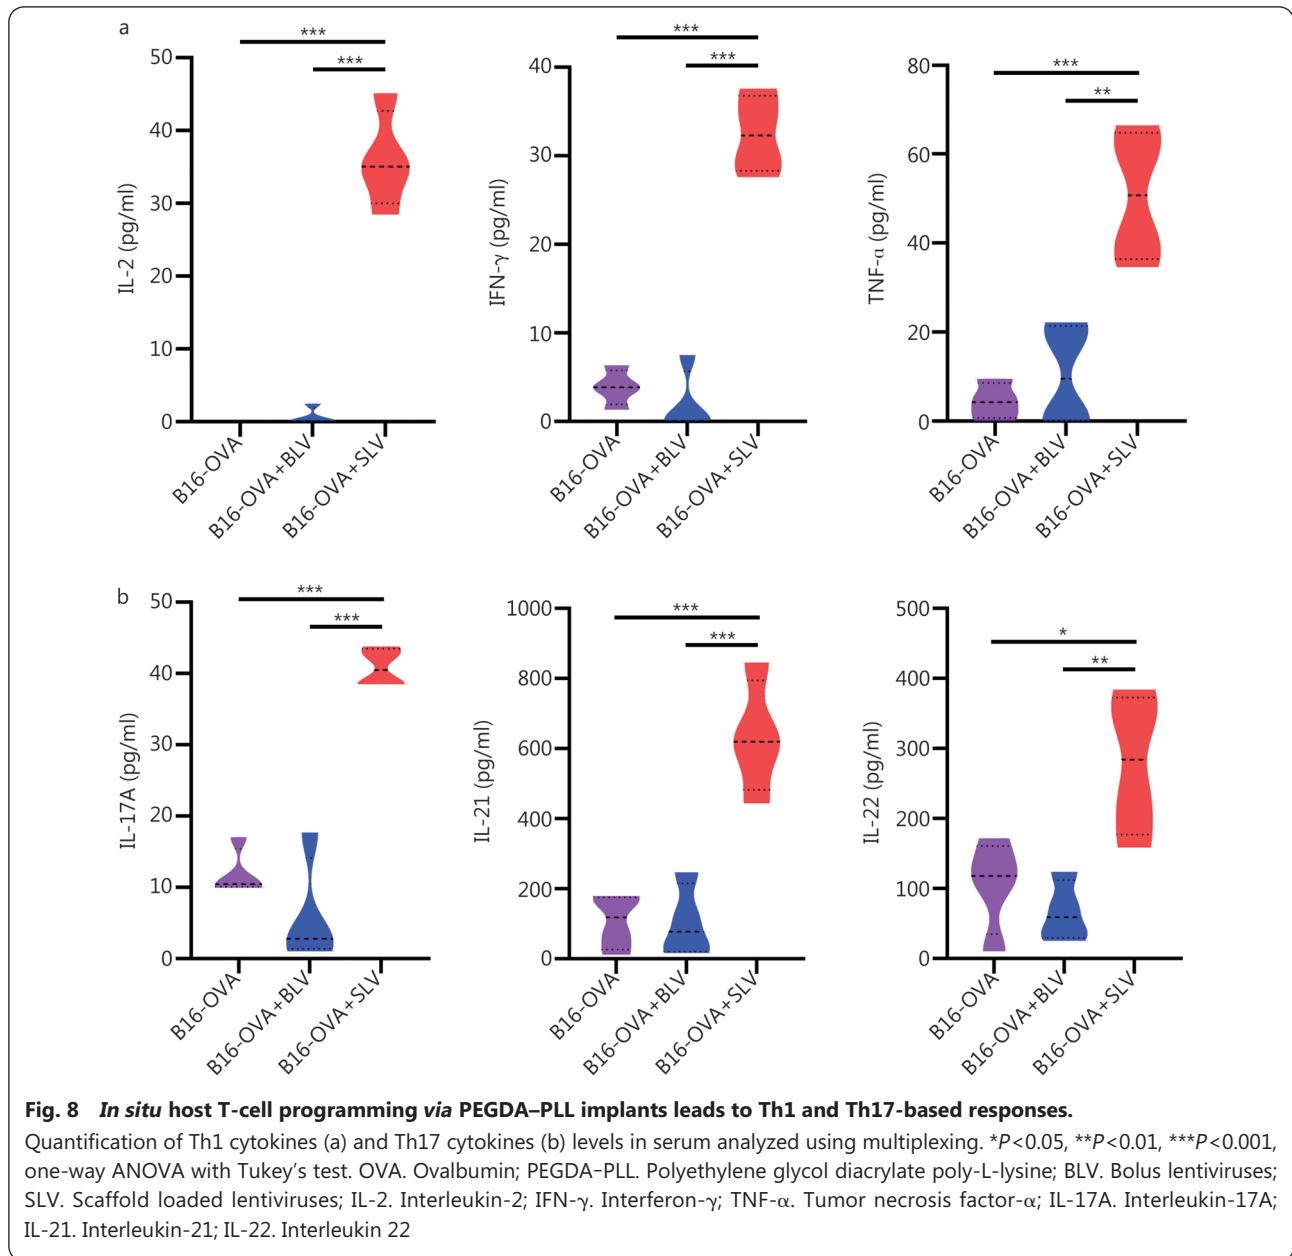 a
***
***
50
40
30
20
10
0
IL-2 (pg/ml)
B16-OVA
B16-OVA+BLV
B16-OVA+SLV
***
***
40
30
20
10
0
IFN-γ (pg/ml)
B16-OVA
B16-OVA+BLV
B16-OVA+SLV
***
**
80
60
40
20
0
TNF-α (pg/ml)
B16-OVA
B16-OVA+BLV
B16-OVA+SLV
b
***
***
50
40
30
20
10
0
IL-17A (pg/ml)
B16-OVA
B16-OVA+BLV
B16-OVA+SLV
***
***
1000
800
600
400
200
0
IL-21 (pg/ml)
B16-OVA
B16-OVA+BLV
B16-OVA+SLV
*
**
500
400
300
200
100
0
IL-22 (pg/ml)
B16-OVA
B16-OVA+BLV
B16-OVA+SLV
Fig. 8 In situ host T-cell programming via PEGDA–PLL implants leads to Th1 and Th17-based responses.
Quantification of Th1 cytokines (a) and Th17 cytokines (b) levels in serum analyzed using multiplexing. *P<0.05, **P<0.01, ***P<0.001,
one-way ANOVA with Tukey's test. OVA. Ovalbumin; PEGDA-PLL. Polyethylene glycol diacrylate poly-L-lysine; BLV. Bolus lentiviruses;
SLV. Scaffold loaded lentiviruses; IL-2. Interleukin-2; IFN-γ. Interferon-γ; TNF-α. Tumor necrosis factor-α; IL-17A. Interleukin-17A;
IL-21. Interleukin-21; IL-22. Interleukin 22